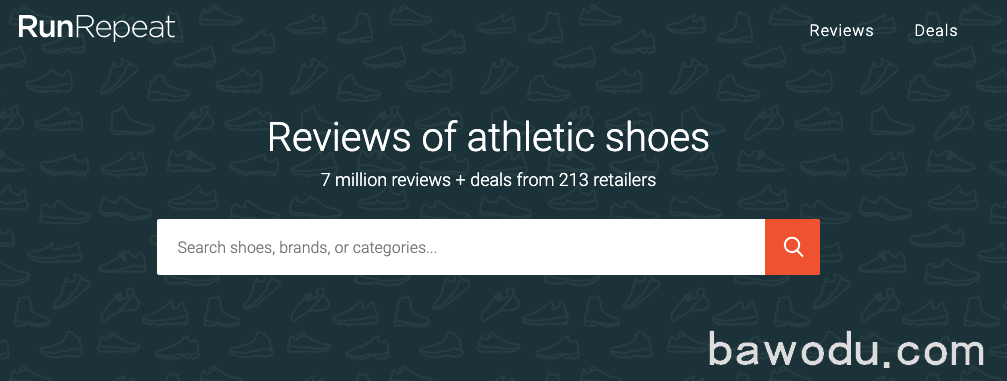 RunRepeat
Reviews
Deals
Reviews of athletic shoes
7 million reviews + deals from 213 retailers
Search shoes, brands, or categories...
bawodu.com